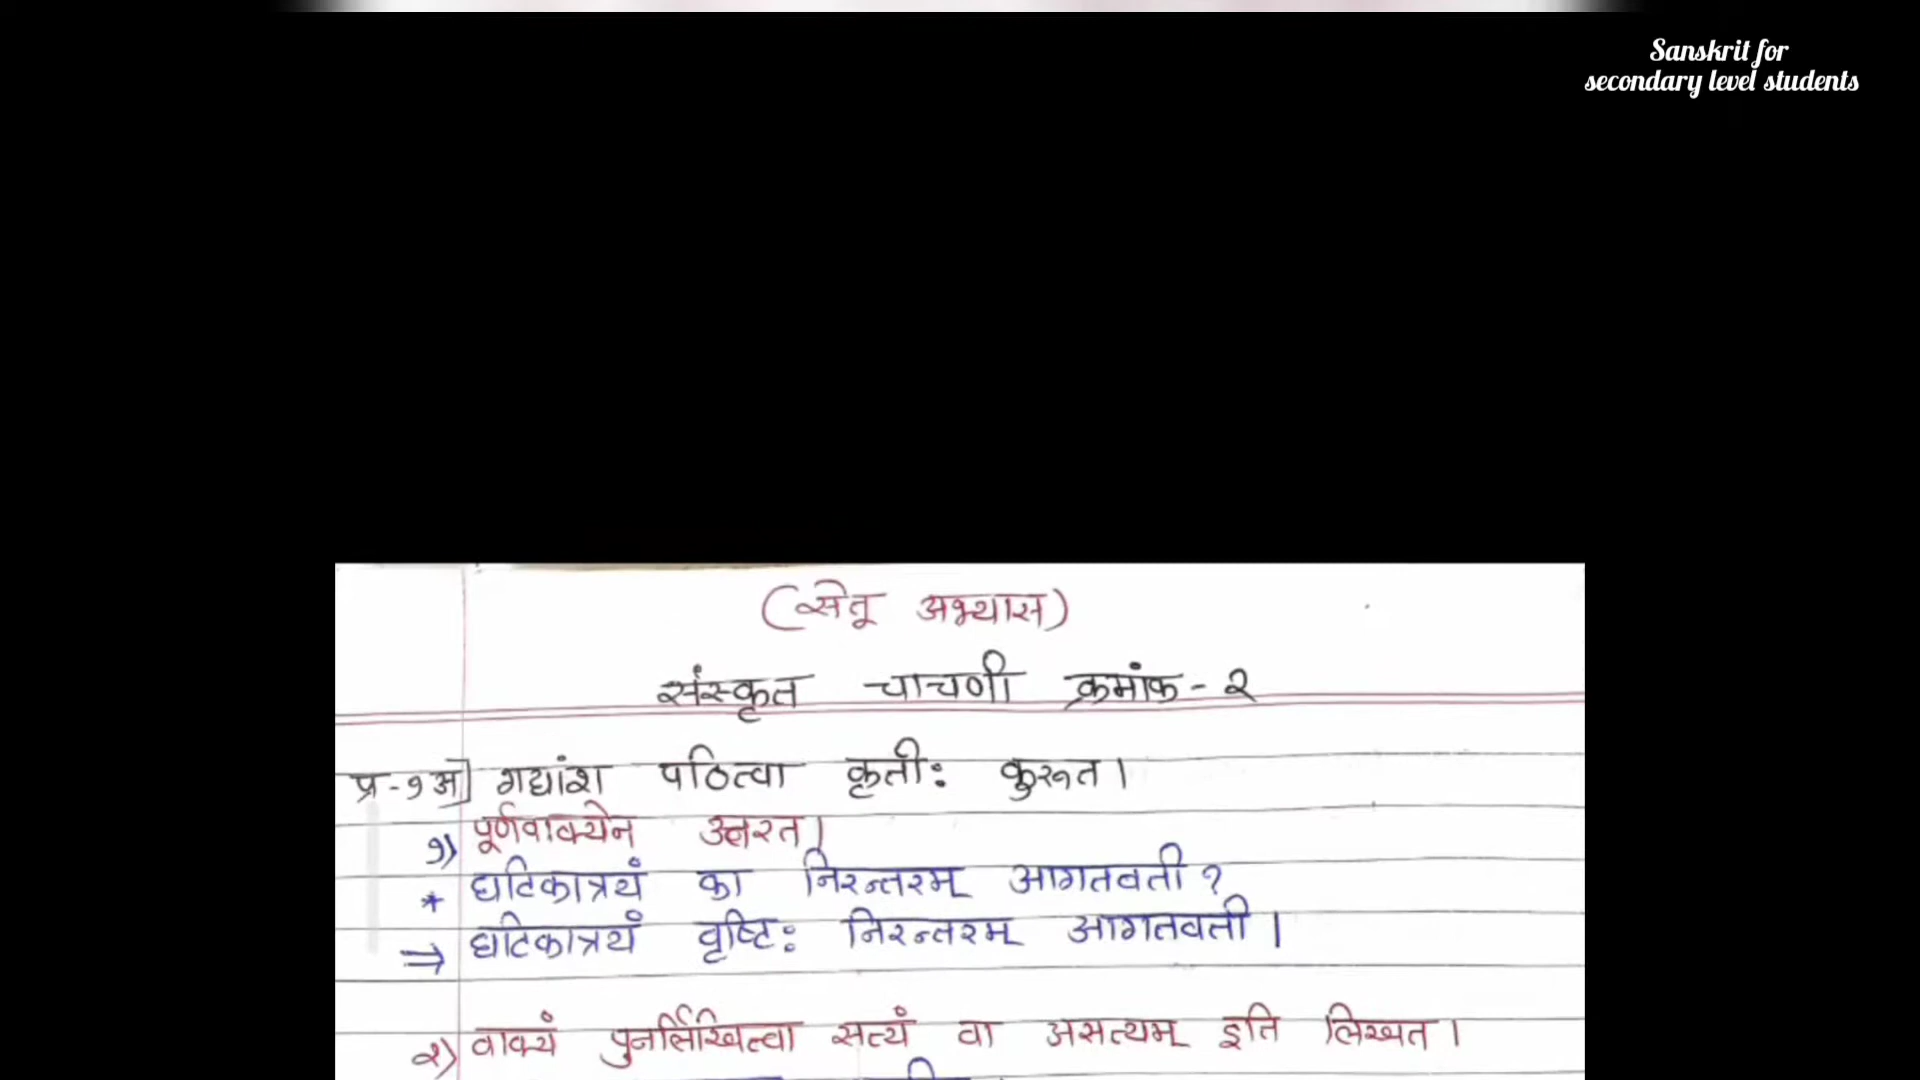 Sanskrit for
secondary level students
(सेतू अभ्यास)
संस्कृत चाचणी क्रमांक - २
प्र - १ अ] गद्यांश पठित्वा कृतीः कुरुत।
१) पूर्णवाक्येन उत्तरत।
* घटिकात्रयं का निरन्तरम् आगतवती ?
⇒ घटिकात्रयं वृष्टिः निरन्तरम् आगतवती।
२) वाक्यं पुनर्लिखित्वा सत्यं वा असत्यम् इति लिखत।